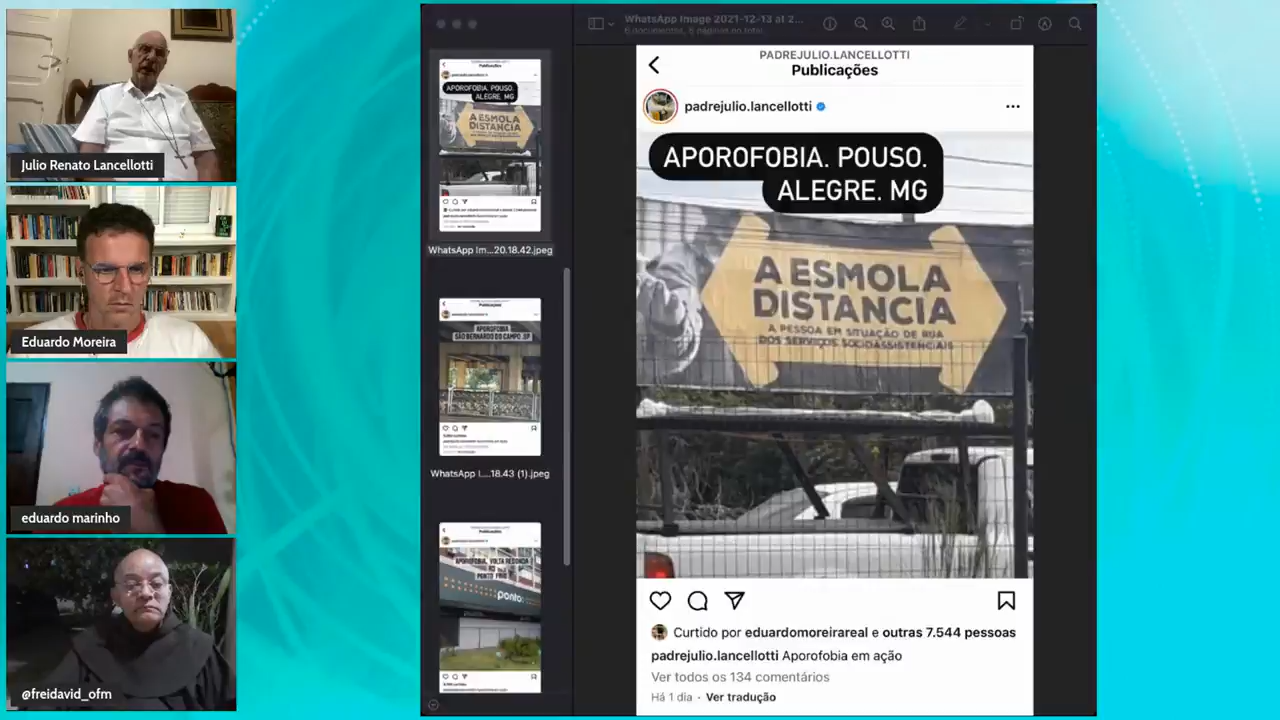 Julio Renato Lancellotti
Eduardo Moreira
eduardo marinho
@freidavid_ofm
APOROFOBIA. POUSO.
ALEGRE, MG
A ESMOLA
DISTANCIA
WhatsApp Im...20.18.42.jpeg
APOROFOBIA
SÃO BERNARDO DO CAMPO .SP
WhatsApp I....18.43 (1).jpeg
APOROFOBIA. VOLTA REDONDA
RJ
PONTO FRIO
ponto:
WhatsApp Image 2021-12-13 at 2...
6 documentos, 6 páginas no total
PADREJULIO.LANCELLOTTI
Publicações
padrejulio.lancellotti
APOROFOBIA. POUSO.
ALEGRE. MG
A ESMOLA
DISTANCIA
A PESSOA EM SITUAÇÃO DE RUA
DOS SERVIÇOS SOCIOASSISTENCIAIS
Curtido por eduardomoreirareal e outras 7.544 pessoas
padrejulio.lancellotti Aporofobia em ação
Ver todos os 134 comentários
Há 1 dia · Ver tradução